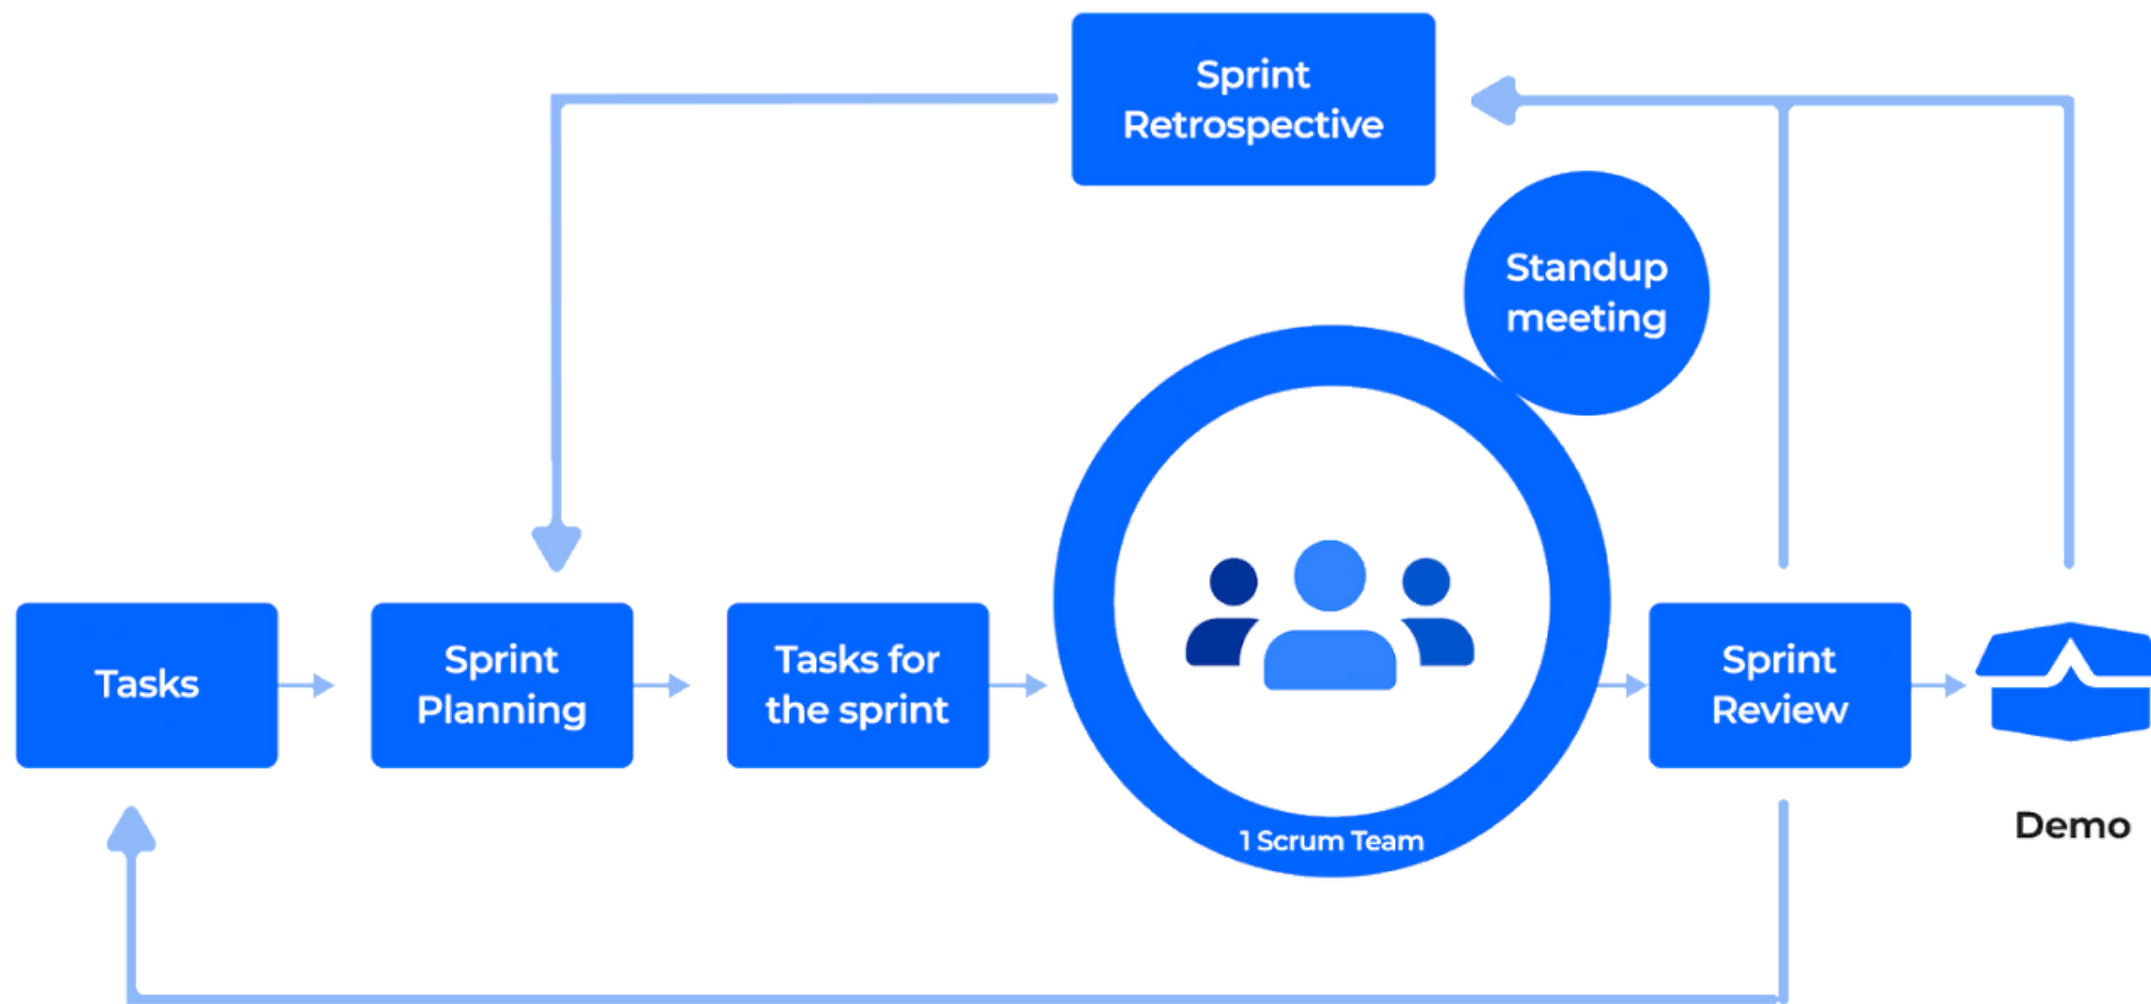 Sprint
Retrospective
Standup
meeting
Tasks
Sprint
Planning
Tasks for
the sprint
1 Scrum Team
Sprint
Review
Demo